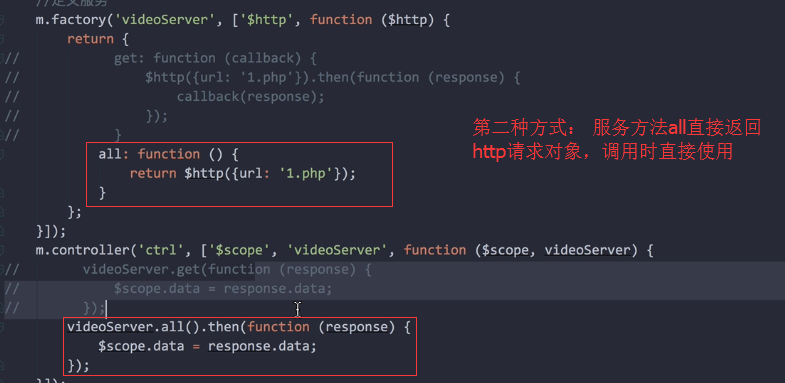 //定义服务
m.factory('videoServer', ['$http', function ($http) {
return {
// get: function (callback) {
// $http({url: '1.php'}).then(function (response) {
// callback(response);
// });
// }
第二种方式： 服务方法all直接返回
http请求对象，调用时直接使用
all: function () {
return $http({url: '1.php'});
}
};
}]);
m.controller('ctrl', ['$scope', 'videoServer', function ($scope, videoServer) {
// videoServer.get(function (response) {
// $scope.data = response.data;
// });
videoServer.all().then(function (response) {
$scope.data = response.data;
});
}]);